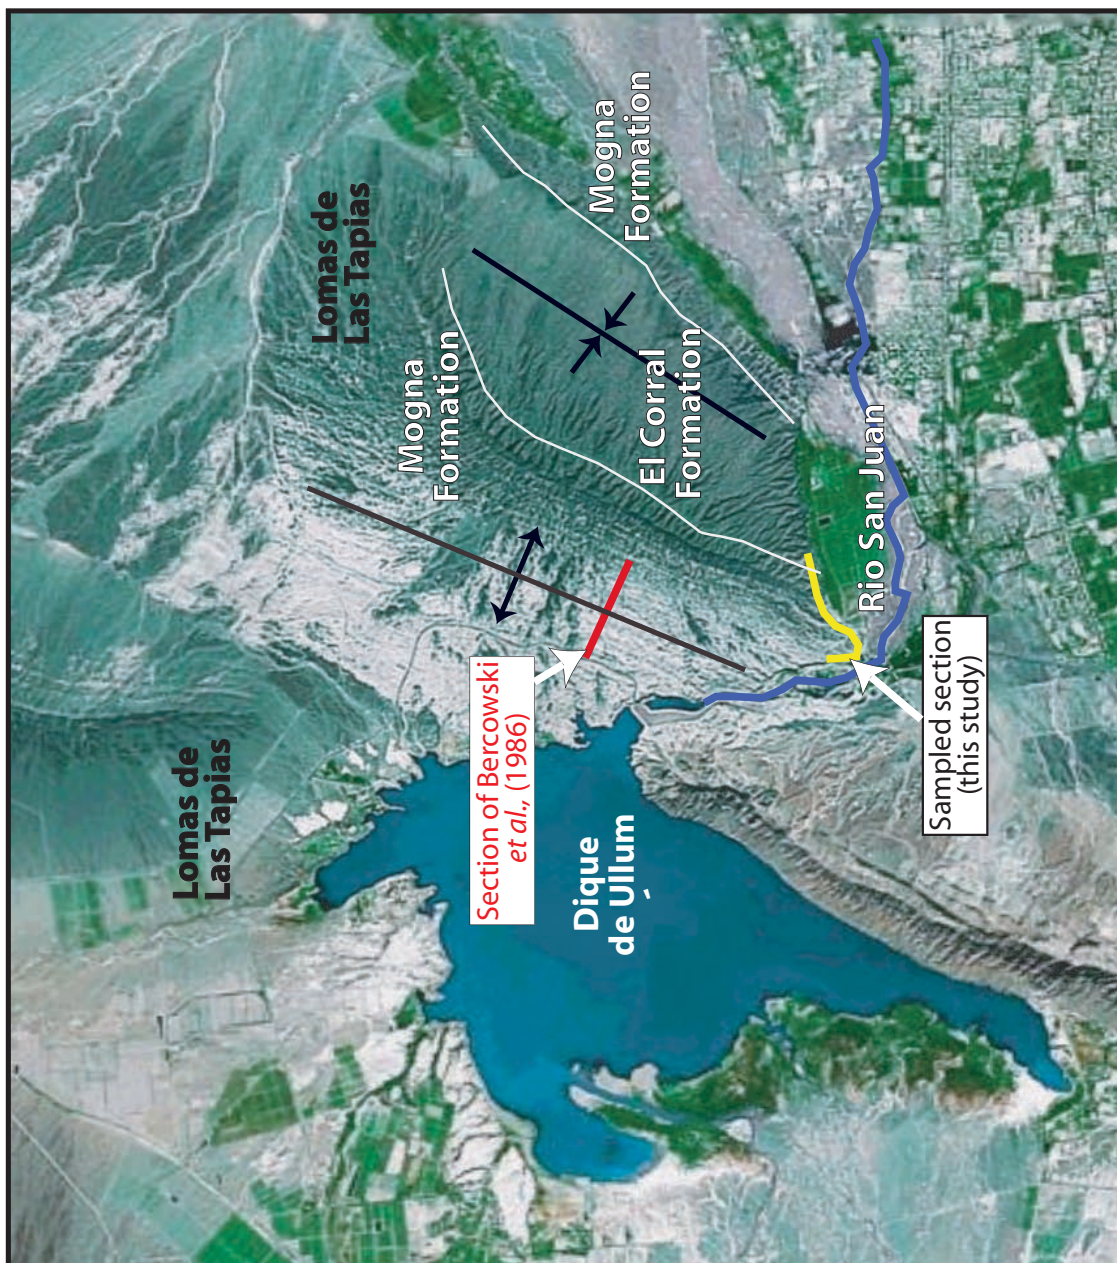 Lomas de
Las Tapias
Mogna
Formation
Mogna
Formation
El Corral
Formation
Rio San Juan
Section of Bercowski
et al., (1986)
Sampled section
(this study)
Lomas de
Las Tapias
Dique
de Ullum